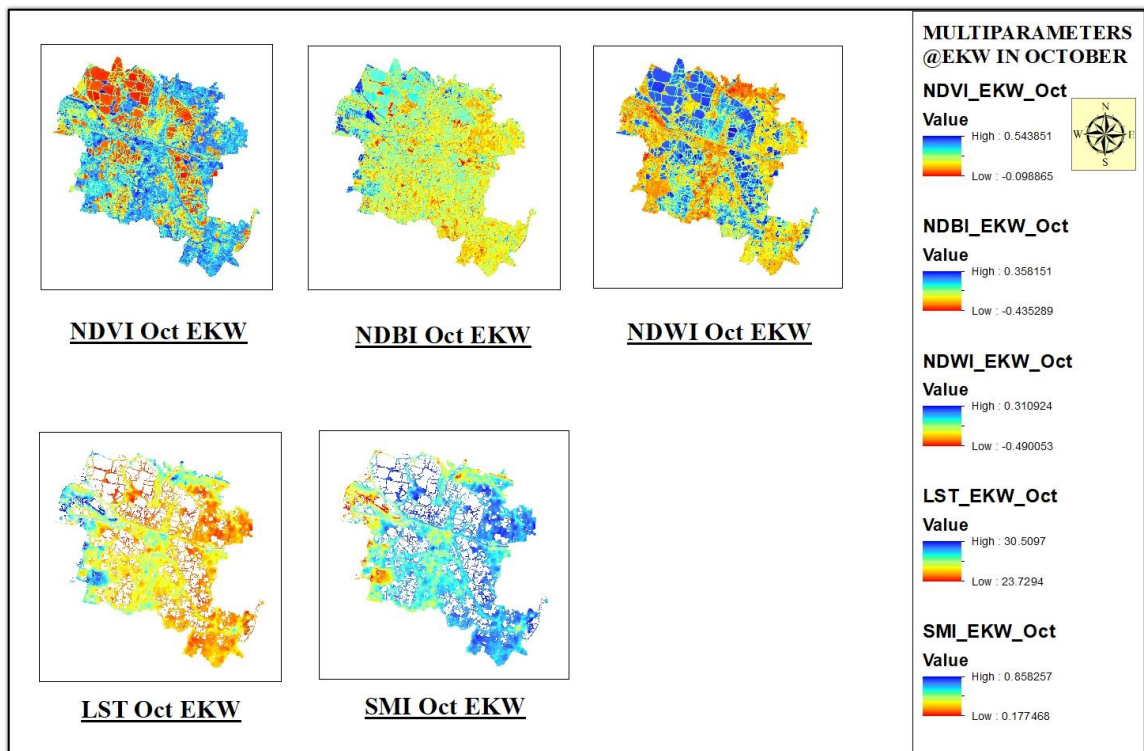 MULTIPARAMETERS
@EKW IN OCTOBER
NDVI_EKW_Oct
Value
High : 0.543851
Low : -0.098865
N
W E
S
NDBI_EKW_Oct
Value
High : 0.358151
Low : -0.435289
NDWI_EKW_Oct
Value
High : 0.310924
Low : -0.490053
LST_EKW_Oct
Value
High : 30.5097
Low : 23.7294
SMI_EKW_Oct
Value
High : 0.858257
Low : 0.177468
NDVI Oct EKW
NDBI Oct EKW
NDWI Oct EKW
LST Oct EKW
SMI Oct EKW